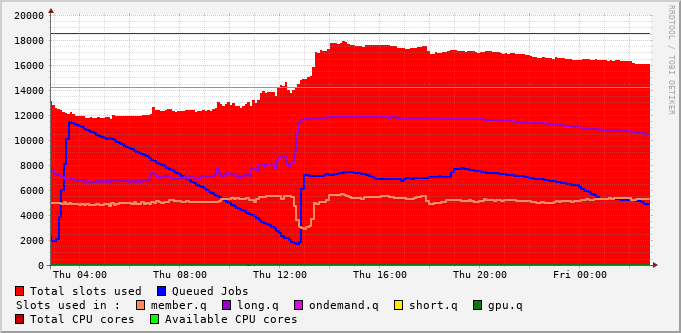 20000
18000
16000
14000
12000
10000
8000
6000
4000
2000
0
Thu 04:00 Thu 08:00 Thu 12:00 Thu 16:00 Thu 20:00 Fri 00:00
RRDTOOL / TOBI OETIKER
Total slots used Queued Jobs
Slots used in : member.q long.q ondemand.q short.q gpu.q
Total CPU cores Available CPU cores